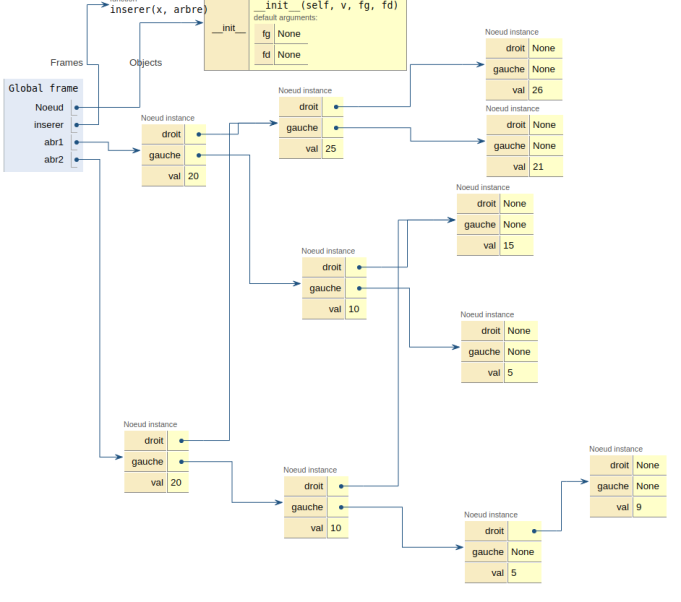 inserer(x, arbre)
__init__
__init__(self, v, fg, fd)
default arguments:
fg None
fd None
Frames
Objects
Global frame
Noeud
inserer
abr1
abr2
Noeud instance
droit
gauche
val 20
Noeud instance
droit
gauche
val 25
Noeud instance
droit None
gauche None
val 26
Noeud instance
droit None
gauche None
val 21
Noeud instance
droit None
gauche None
val 15
Noeud instance
droit
gauche
val 10
Noeud instance
droit None
gauche None
val 5
Noeud instance
droit
gauche
val 20
Noeud instance
droit
gauche
val 10
Noeud instance
droit
gauche None
val 5
Noeud instance
droit None
gauche None
val 9